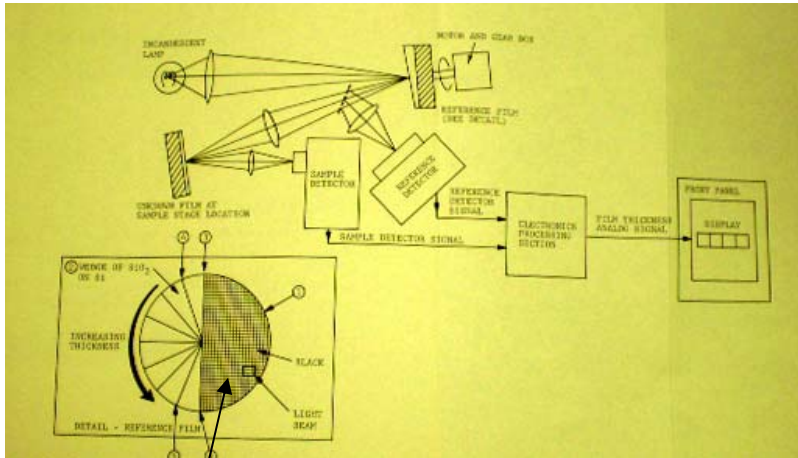 INCANDESCENT
LAMP
MOTOR AND GEAR BOX
REFERENCE FILM
(SEE DETAIL)
SAMPLE
DETECTOR
REFERENCE
DETECTOR
UNKNOWN FILM AT
SAMPLE STAGE LOCATION
REFERENCE
DETECTOR
SIGNAL
SAMPLE DETECTOR SIGNAL
ELECTRONICS
PROCESSING
SECTION
FILM THICKNESS
ANALOG SIGNAL
FRONT PANEL
DISPLAY
WEDGE OF SiO2
ON Si
INCREASING
THICKNESS
BLACK
LIGHT
BEAM
DETAIL - REFERENCE FILM